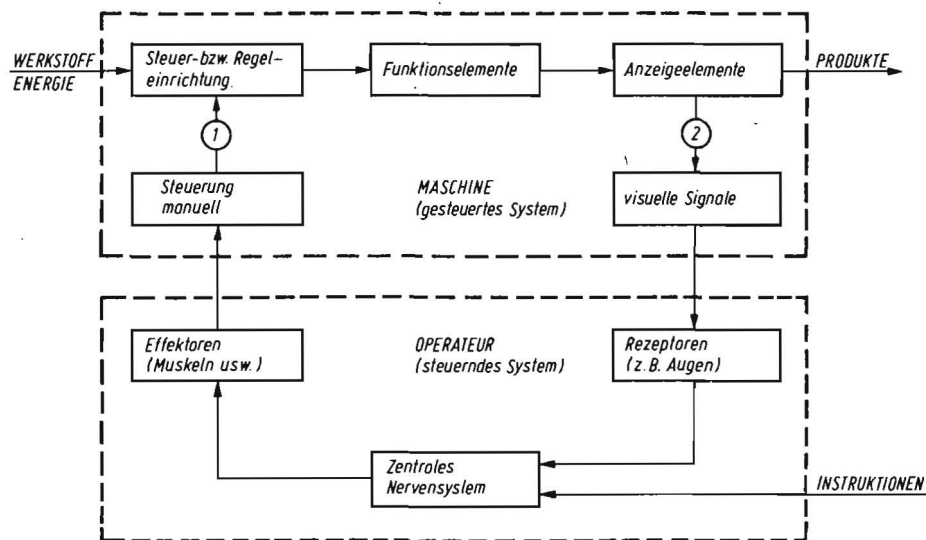 WERKSTOFF
ENERGIE
Steuer-bzw. Regel-
einrichtung
Funktionselemente
Anzeigeelemente
PRODUKTE
1
2
Steuerung
manuell
MASCHINE
(gesteuertes System)
visuelle Signale
Effektoren
(Muskeln usw.)
OPERATEUR
(steuerndes System)
Rezeptoren
(z.B. Augen)
Zentrales
Nervensystem
INSTRUKTIONEN